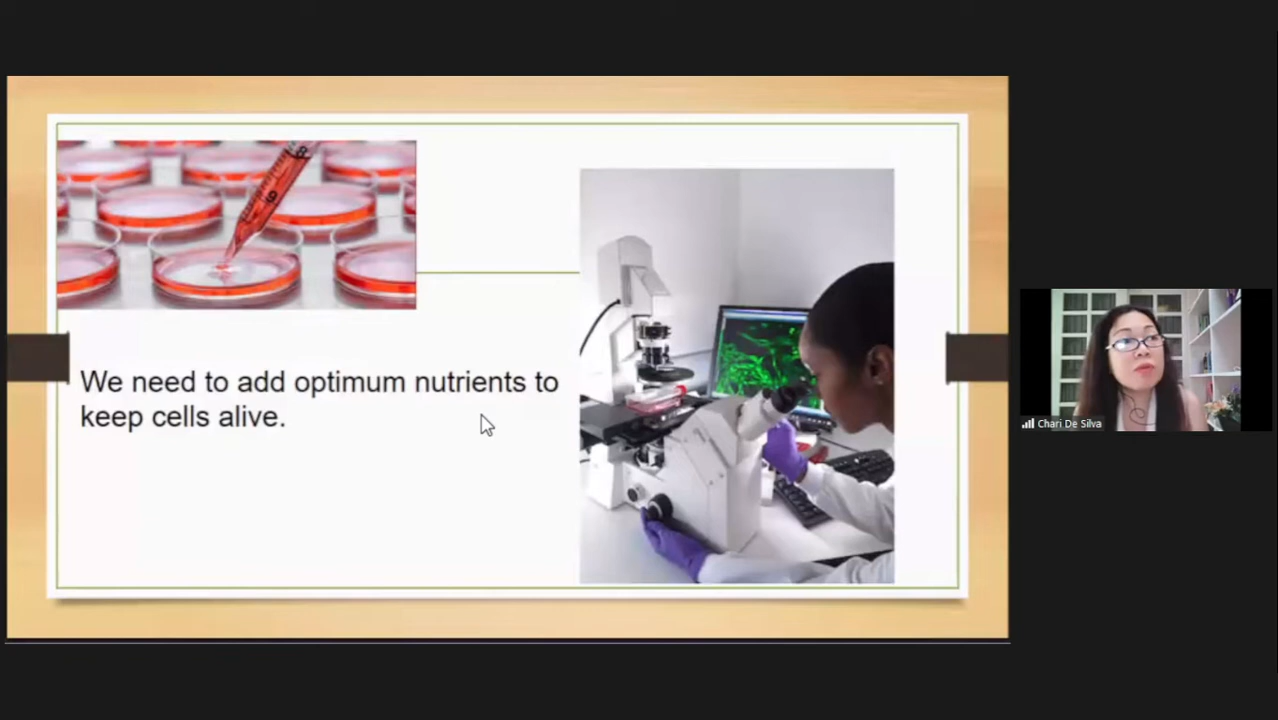 We need to add optimum nutrients to
keep cells alive.
Chari De Silva